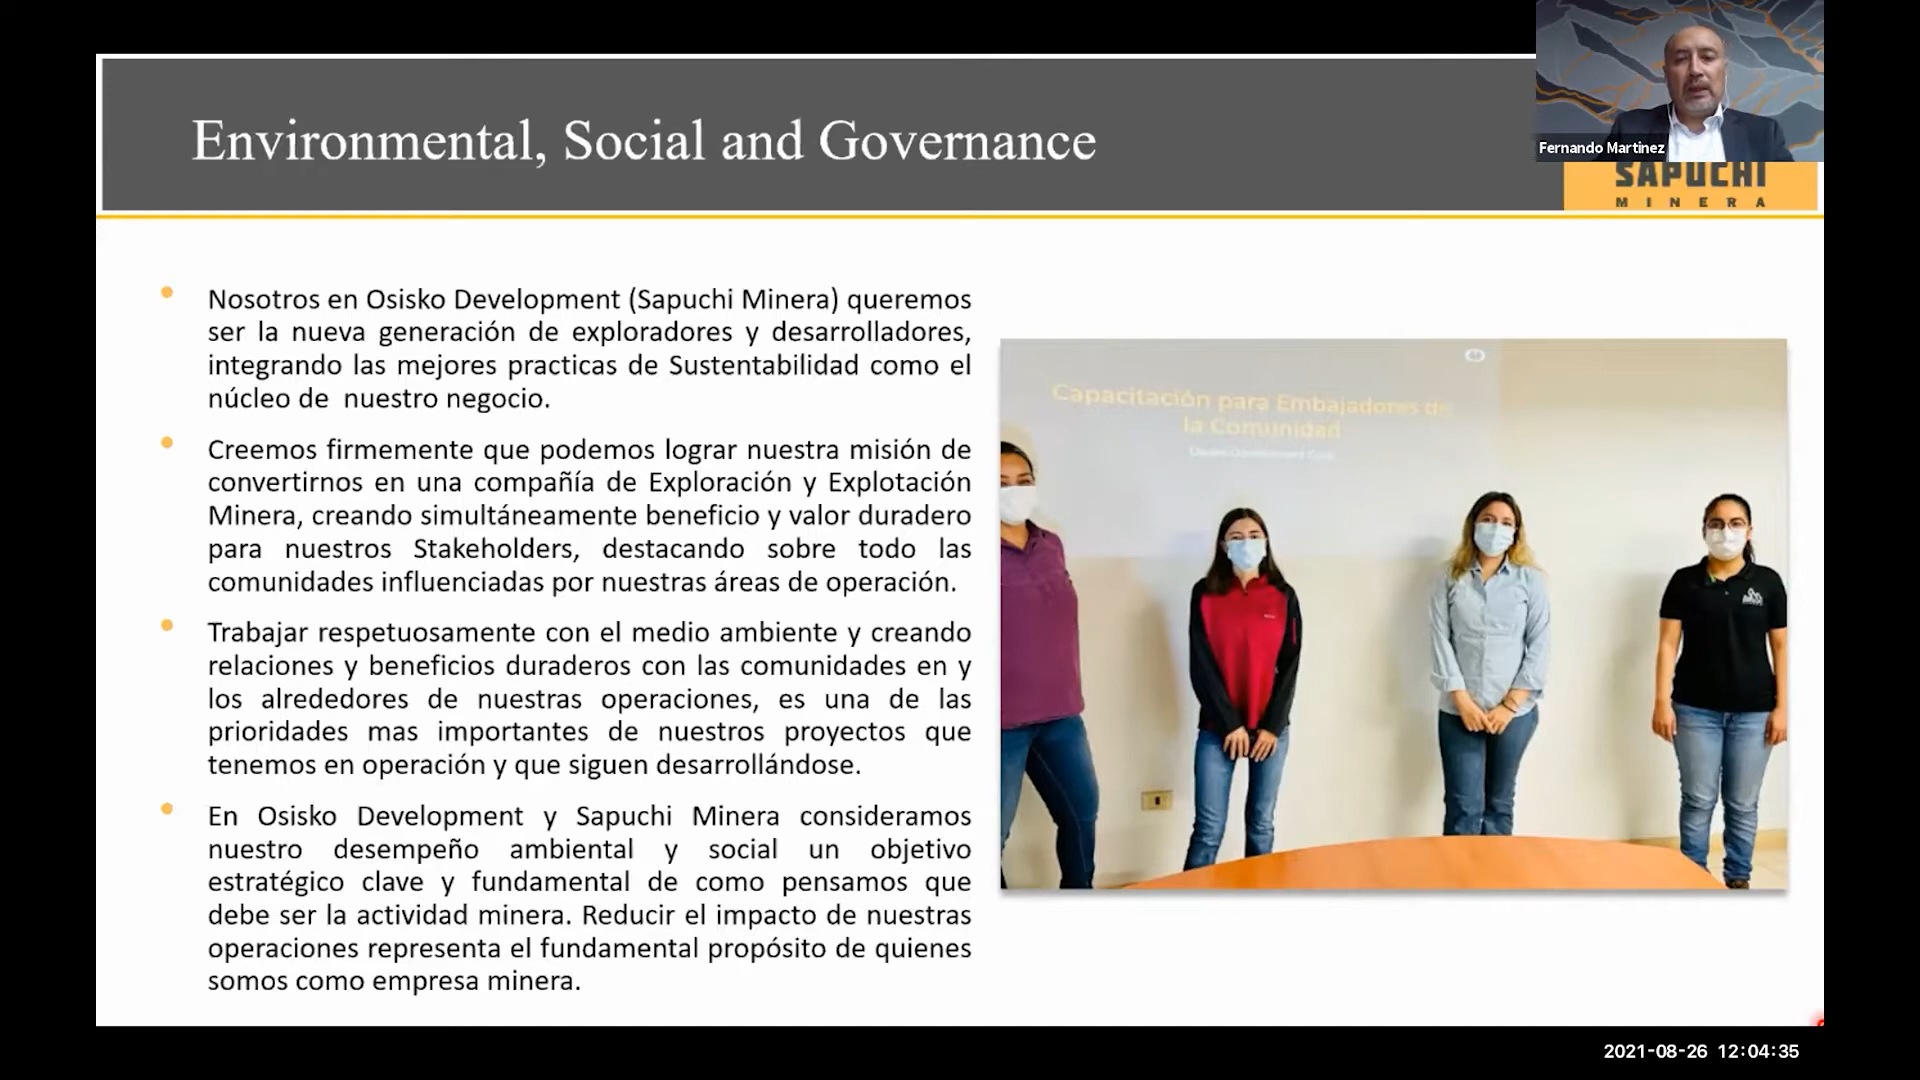 Environmental, Social and Governance
Fernando Martinez
SAPUCHI
MINERA
Nosotros en Osisko Development (Sapuchi Minera) queremos
ser la nueva generación de exploradores y desarrolladores,
integrando las mejores practicas de Sustentabilidad como el
núcleo de nuestro negocio.
Creemos firmemente que podemos lograr nuestra misión de
convertirnos en una compañía de Exploración y Explotación
Minera, creando simultáneamente beneficio y valor duradero
para nuestros Stakeholders, destacando sobre todo las
comunidades influenciadas por nuestras áreas de operación.
Trabajar respetuosamente con el medio ambiente y creando
relaciones y beneficios duraderos con las comunidades en y
los alrededores de nuestras operaciones, es una de las
prioridades mas importantes de nuestros proyectos que
tenemos en operación y que siguen desarrollándose.
En Osisko Development y Sapuchi Minera consideramos
nuestro desempeño ambiental y social un objetivo
estratégico clave y fundamental de como pensamos que
debe ser la actividad minera. Reducir el impacto de nuestras
operaciones representa el fundamental propósito de quienes
somos como empresa minera.
Capacitación para Embajadores de
la Comunidad
2021-08-26 12:04:35